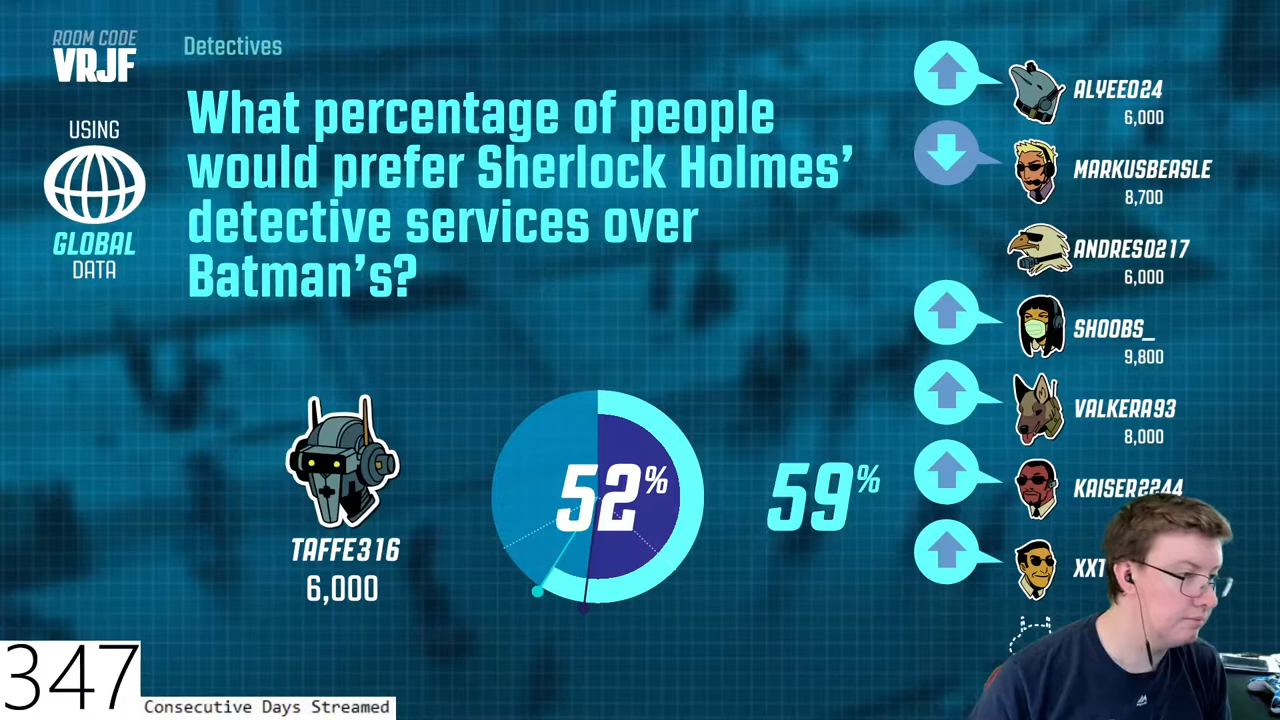 ROOM CODE
VRJF
USING
GLOBAL
DATA
Detectives
What percentage of people
would prefer Sherlock Holmes’
detective services over
Batman’s?
TAFFE316
6,000
52%
59%
ALYEEO24
6,000
MARKUSBEASLE
8,700
ANDRES0217
6,000
SHOOBS_
9,800
VALKERA93
8,000
KAISER2244
347
Consecutive Days Streamed